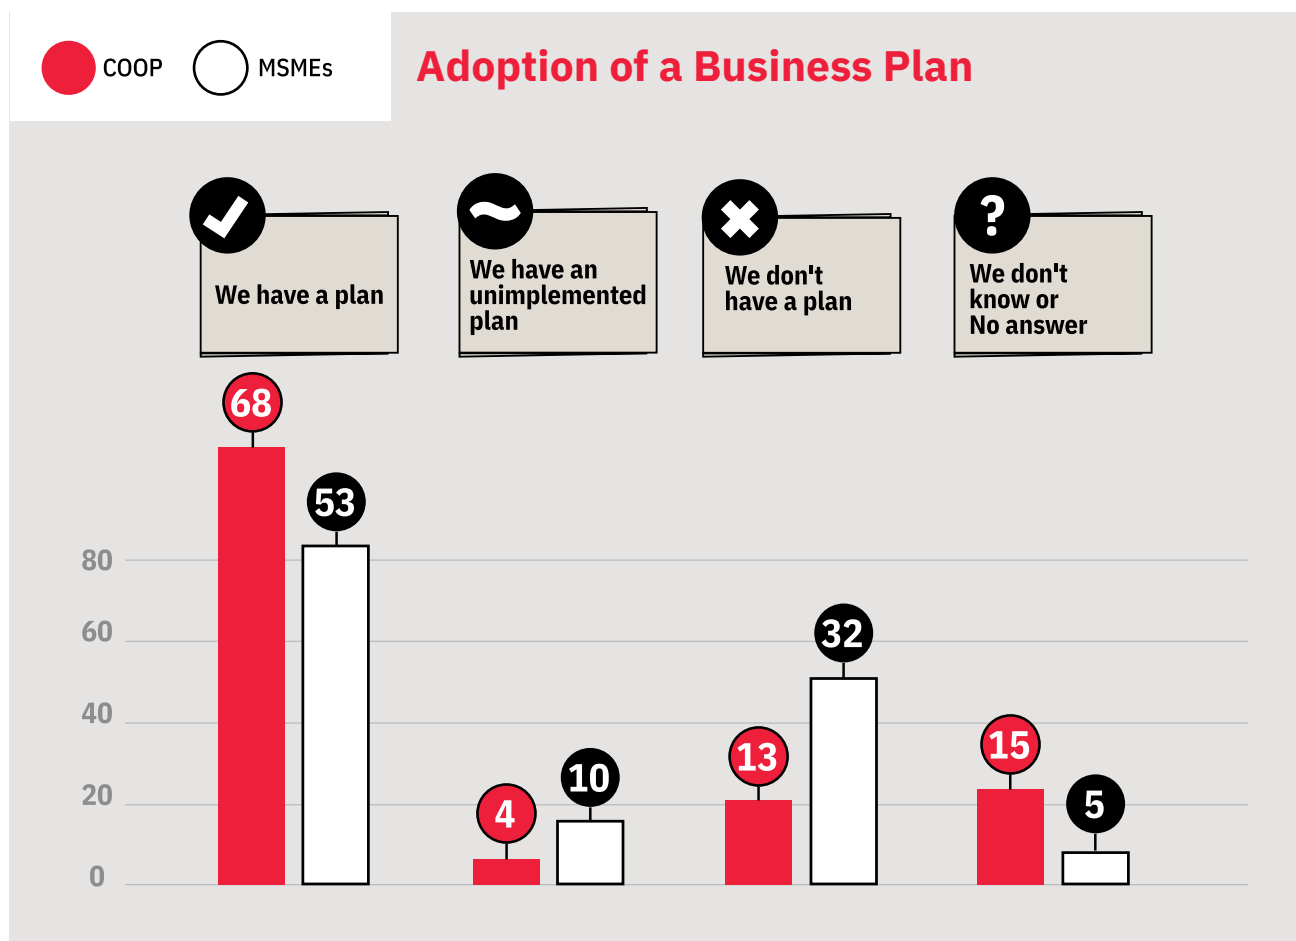 COOP
MSMEs
Adoption of a Business Plan
We have a plan
We have an
unimplemented
plan
We don't
have a plan
?
We don't
know or
No answer
68
53
4
10
13
32
15
5
80
60
40
20
0